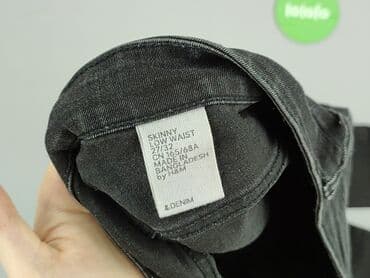 SKINNY
LOW WAIST
27/32
CN 165/68A
MADE IN
BANGLADESH
by H&M
&DENIM